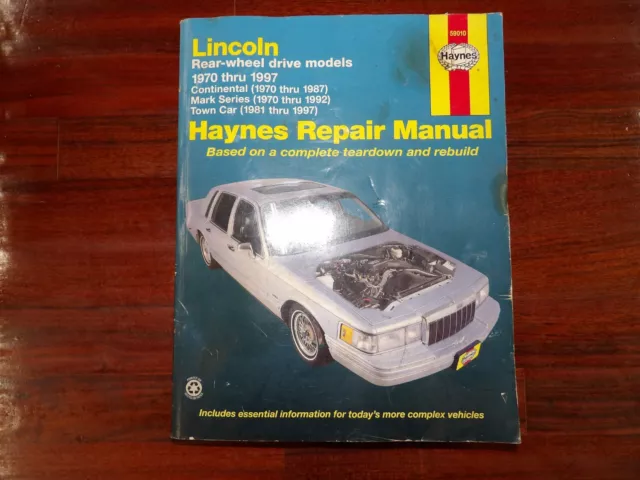 Lincoln
Rear-wheel drive models
1970 thru 1997
Continental (1970 thru 1987)
Mark Series (1970 thru 1992)
Town Car (1981 thru 1997)
59010
Haynes
Haynes Repair Manual
Based on a complete teardown and rebuild
Includes essential information for today's more complex vehicles